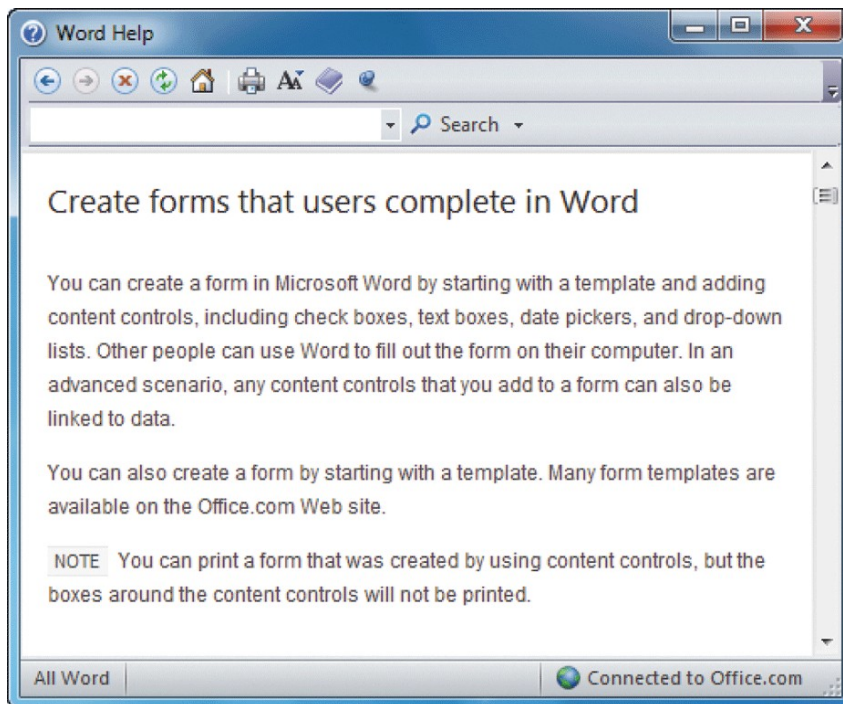 Word Help
Search
Create forms that users complete in Word
You can create a form in Microsoft Word by starting with a template and adding
content controls, including check boxes, text boxes, date pickers, and drop-down
lists. Other people can use Word to fill out the form on their computer. In an
advanced scenario, any content controls that you add to a form can also be
linked to data.
You can also create a form by starting with a template. Many form templates are
available on the Office.com Web site.
NOTE You can print a form that was created by using content controls, but the
boxes around the content controls will not be printed.
All Word
Connected to Office.com